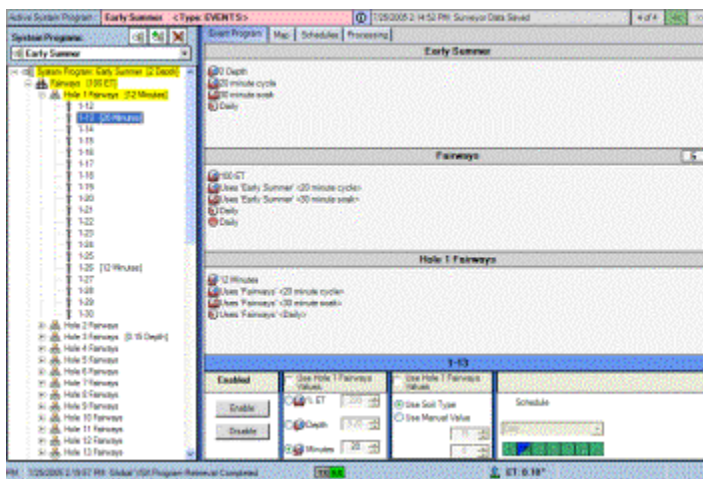 Active System Program: Early Summer <Type: EVENTS>
7/25/2005 2:14:52 PM: Surveyor Data Saved
4 of 4
System Programs:
Early Summer
System Program: Early Summer [2 Depth]
Fairways [100 ET]
Hole 1 Fairways [12 Minutes]
1-12
1-13 [20 Minutes]
1-14
1-15
1-16
1-17
1-18
1-19
1-20
1-21
1-22
1-23
1-24
1-25
1-26 [12 Minutes]
1-27
1-28
1-29
1-30
Hole 2 Fairways
Hole 3 Fairways [0.15 Depth]
Hole 4 Fairways
Hole 5 Fairways
Hole 6 Fairways
Hole 7 Fairways
Hole 8 Fairways
Hole 9 Fairways
Hole 10 Fairways
Hole 11 Fairways
Hole 12 Fairways
Hole 13 Fairways
Event Program Map Schedules Processing
Early Summer
Depth
20 minute cycle
30 minute soak
Daily
Fairways
100 ET
Uses 'Early Summer' <20 minute cycle>
Uses 'Early Summer' <30 minute soak>
Daily
Daily
Hole 1 Fairways
12 Minutes
Uses 'Fairways' <20 minute cycle>
Uses 'Fairways' <30 minute soak>
Uses 'Fairways' <Daily>
1-13
Enabled
Enable
Disable
Use Hole 1 Fairways Values
% ET
Depth
Minutes 20
Use Hole 1 Fairways Values
Use Soil Type
Use Manual Value
Schedule
PM 7/25/2005 2:19:57 PM: Global VSX Program Retrieval Completed
ET: 0.18"